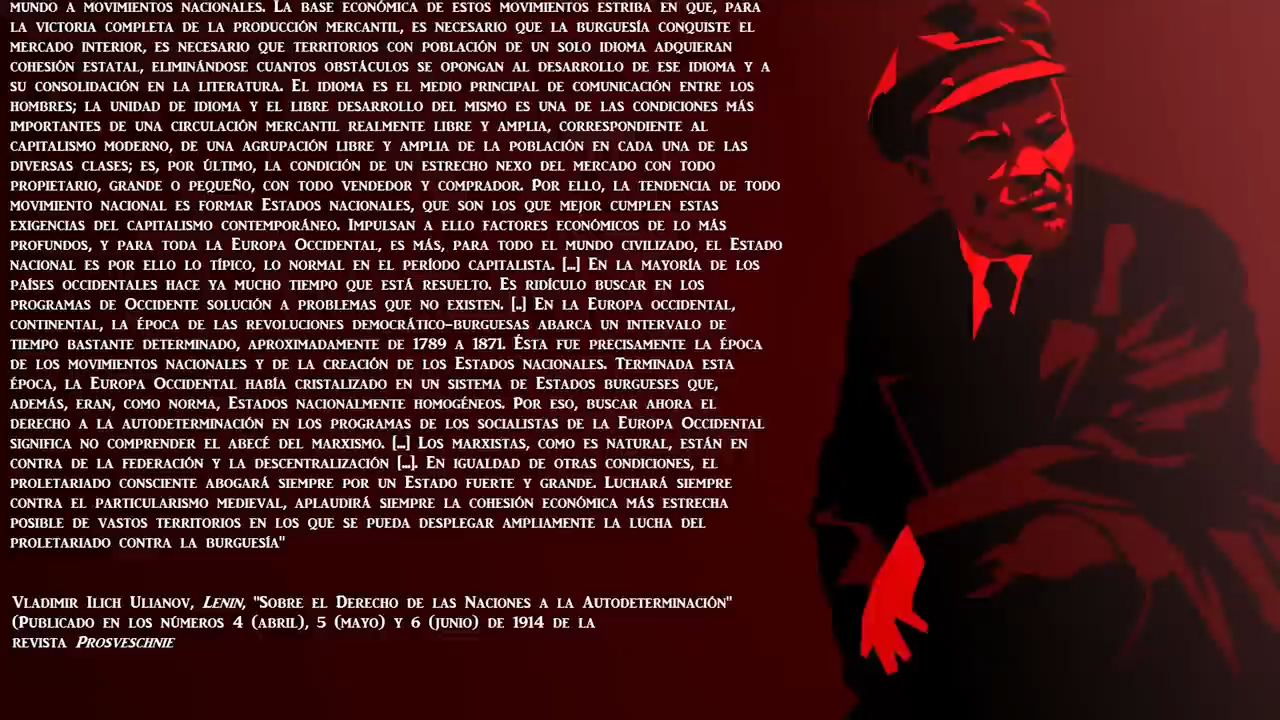 MUNDO A MOVIMIENTOS NACIONALES. LA BASE ECONÓMICA DE ESTOS MOVIMIENTOS ESTRIBA EN QUE, PARA
LA VICTORIA COMPLETA DE LA PRODUCCIÓN MERCANTIL, ES NECESARIO QUE LA BURGUESÍA CONQUISTE EL
MERCADO INTERIOR, ES NECESARIO QUE TERRITORIOS CON POBLACIÓN DE UN SOLO IDIOMA ADQUIERAN
COHESIÓN ESTATAL, ELIMINÁNDOSE CUANTOS OBSTÁCULOS SE OPONGAN AL DESARROLLO DE ESE IDIOMA Y A
SU CONSOLIDACIÓN EN LA LITERATURA. EL IDIOMA ES EL MEDIO PRINCIPAL DE COMUNICACIÓN ENTRE LOS
HOMBRES; LA UNIDAD DE IDIOMA Y EL LIBRE DESARROLLO DEL MISMO ES UNA DE LAS CONDICIONES MÁS
IMPORTANTES DE UNA CIRCULACIÓN MERCANTIL REALMENTE LIBRE Y AMPLIA, CORRESPONDIENTE AL
CAPITALISMO MODERNO, DE UNA AGRUPACIÓN LIBRE Y AMPLIA DE LA POBLACIÓN EN CADA UNA DE LAS
DIVERSAS CLASES; ES, POR ÚLTIMO, LA CONDICIÓN DE UN ESTRECHO NEXO DEL MERCADO CON TODO
PROPIETARIO, GRANDE O PEQUEÑO, CON TODO VENDEDOR Y COMPRADOR. POR ELLO, LA TENDENCIA DE TODO
MOVIMIENTO NACIONAL ES FORMAR ESTADOS NACIONALES, QUE SON LOS QUE MEJOR CUMPLEN ESTAS
EXIGENCIAS DEL CAPITALISMO CONTEMPORÁNEO. IMPULSAN A ELLO FACTORES ECONÓMICOS DE LO MÁS
PROFUNDOS, Y PARA TODA LA EUROPA OCCIDENTAL, ES MÁS, PARA TODO EL MUNDO CIVILIZADO, EL ESTADO
NACIONAL ES POR ELLO LO TÍPICO, LO NORMAL EN EL PERÍODO CAPITALISTA. [...] EN LA MAYORÍA DE LOS
PAÍSES OCCIDENTALES HACE YA MUCHO TIEMPO QUE ESTÁ RESUELTO. ES RIDÍCULO BUSCAR EN LOS
PROGRAMAS DE OCCIDENTE SOLUCIÓN A PROBLEMAS QUE NO EXISTEN. [..] EN LA EUROPA OCCIDENTAL,
CONTINENTAL, LA ÉPOCA DE LAS REVOLUCIONES DEMOCRÁTICO-BURGUESAS ABARCA UN INTERVALO DE
TIEMPO BASTANTE DETERMINADO, APROXIMADAMENTE DE 1789 A 1871. ÉSTA FUE PRECISAMENTE LA ÉPOCA
DE LOS MOVIMIENTOS NACIONALES Y DE LA CREACIÓN DE LOS ESTADOS NACIONALES. TERMINADA ESTA
ÉPOCA, LA EUROPA OCCIDENTAL HABÍA CRISTALIZADO EN UN SISTEMA DE ESTADOS BURGUESES QUE,
ADEMÁS, ERAN, COMO NORMA, ESTADOS NACIONALMENTE HOMOGÉNEOS. POR ESO, BUSCAR AHORA EL
DERECHO A LA AUTODETERMINACIÓN EN LOS PROGRAMAS DE LOS SOCIALISTAS DE LA EUROPA OCCIDENTAL
SIGNIFICA NO COMPRENDER EL ABECÉ DEL MARXISMO. [...] LOS MARXISTAS, COMO ES NATURAL, ESTÁN EN
CONTRA DE LA FEDERACIÓN Y LA DESCENTRALIZACIÓN [...]. EN IGUALDAD DE OTRAS CONDICIONES, EL
PROLETARIADO CONSCIENTE ABOGARÁ SIEMPRE POR UN ESTADO FUERTE Y GRANDE. LUCHARÁ SIEMPRE
CONTRA EL PARTICULARISMO MEDIEVAL, APLAUDIRÁ SIEMPRE LA COHESIÓN ECONÓMICA MÁS ESTRECHA
POSIBLE DE VASTOS TERRITORIOS EN LOS QUE SE PUEDA DESPLEGAR AMPLIAMENTE LA LUCHA DEL
PROLETARIADO CONTRA LA BURGUESÍA"
VLADIMIR ILICH ULIANOV, LENIN, "SOBRE EL DERECHO DE LAS NACIONES A LA AUTODETERMINACIÓN"
(PUBLICADO EN LOS NÚMEROS 4 (ABRIL), 5 (MAYO) Y 6 (JUNIO) DE 1914 DE LA
REVISTA PROSVESCHNIE